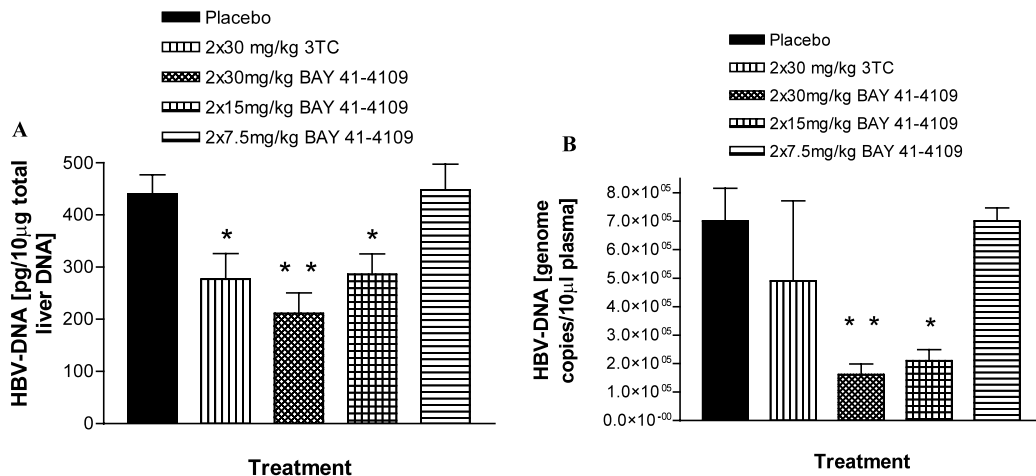 Placebo
2x30 mg/kg 3TC
2x30mg/kg BAY 41-4109
2x15mg/kg BAY 41-4109
2x7.5mg/kg BAY 41-4109
A
500
400
300
200
100
0
HBV-DNA [pg/10µg total
liver DNA]
*
* *
*
Treatment
Placebo
2x30 mg/kg 3TC
2x30mg/kg BAY 41-4109
2x15mg/kg BAY 41-4109
2x7.5mg/kg BAY 41-4109
B
8.0×10⁰⁵
7.0×10⁰⁵
6.0×10⁰⁵
5.0×10⁰⁵
4.0×10⁰⁵
3.0×10⁰⁵
2.0×10⁰⁵
1.0×10⁰⁵
0.0×10⁻⁰⁰
HBV-DNA [genome
copies/10µl plasma]
* *
*
Treatment